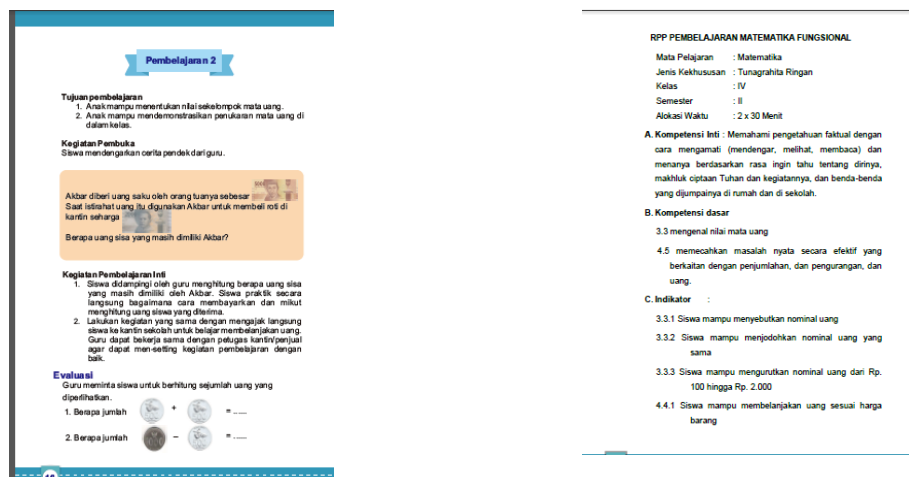 Pembelajaran 2
Tujuan pembelajaran
1. Anak mampu menentukan nilai sekelompok mata uang.
2. Anak mampu mendemonstrasikan penukaran mata uang di
dalam kelas.
Kegiatan Pembuka
Siswa mendengarkan cerita pendek dari guru.
Akbar diberi uang saku oleh orang tuanya sebesar
Saat istirahat uang itu digunakan Akbar untuk membeli roti di
kantin seharga
Berapa uang sisa yang masih dimiliki Akbar?
Kegiatan Pembelajaran Inti
1. Siswa didampingi oleh guru menghitung berapa uang sisa
yang masih dimiliki oleh Akbar. Siswa praktik secara
langsung bagaimana cara membayarkan dan mikut
menghitung uang siswa yang diterima.
2. Lakukan kegiatan yang sama dengan mengajak langsung
siswa ke kantin sekolah untuk belajar membelanjakan uang.
Guru dapat bekerja sama dengan petugas kantin/penjual
agar dapat men-setting kegiatan pembelajaran dengan
baik.
Evaluasi
Guru meminta siswa untuk berhitung sejumlah uang yang
diperlihatkan.
1. Berapa jumlah + = .....
2. Berapa jumlah – = .....
RPP PEMBELAJARAN MATEMATIKA FUNGSIONAL
Mata Pelajaran : Matematika
Jenis Kekhususan : Tunagrahita Ringan
Kelas : IV
Semester : II
Alokasi Waktu : 2 x 30 Menit
A. Kompetensi Inti : Memahami pengetahuan faktual dengan
cara mengamati (mendengar, melihat, membaca) dan
menanya berdasarkan rasa ingin tahu tentang dirinya,
makhluk ciptaan Tuhan dan kegiatannya, dan benda-benda
yang dijumpainya di rumah dan di sekolah.
B. Kompetensi dasar
3.3 mengenal nilai mata uang
4.5 memecahkan masalah nyata secara efektif yang
berkaitan dengan penjumlahan, dan pengurangan, dan
uang.
C. Indikator :
3.3.1 Siswa mampu menyebutkan nominal uang
3.3.2 Siswa mampu menjodohkan nominal uang yang
sama
3.3.3 Siswa mampu mengurutkan nominal uang dari Rp.
100 hingga Rp. 2.000
4.4.1 Siswa mampu membelanjakan uang sesuai harga
barang